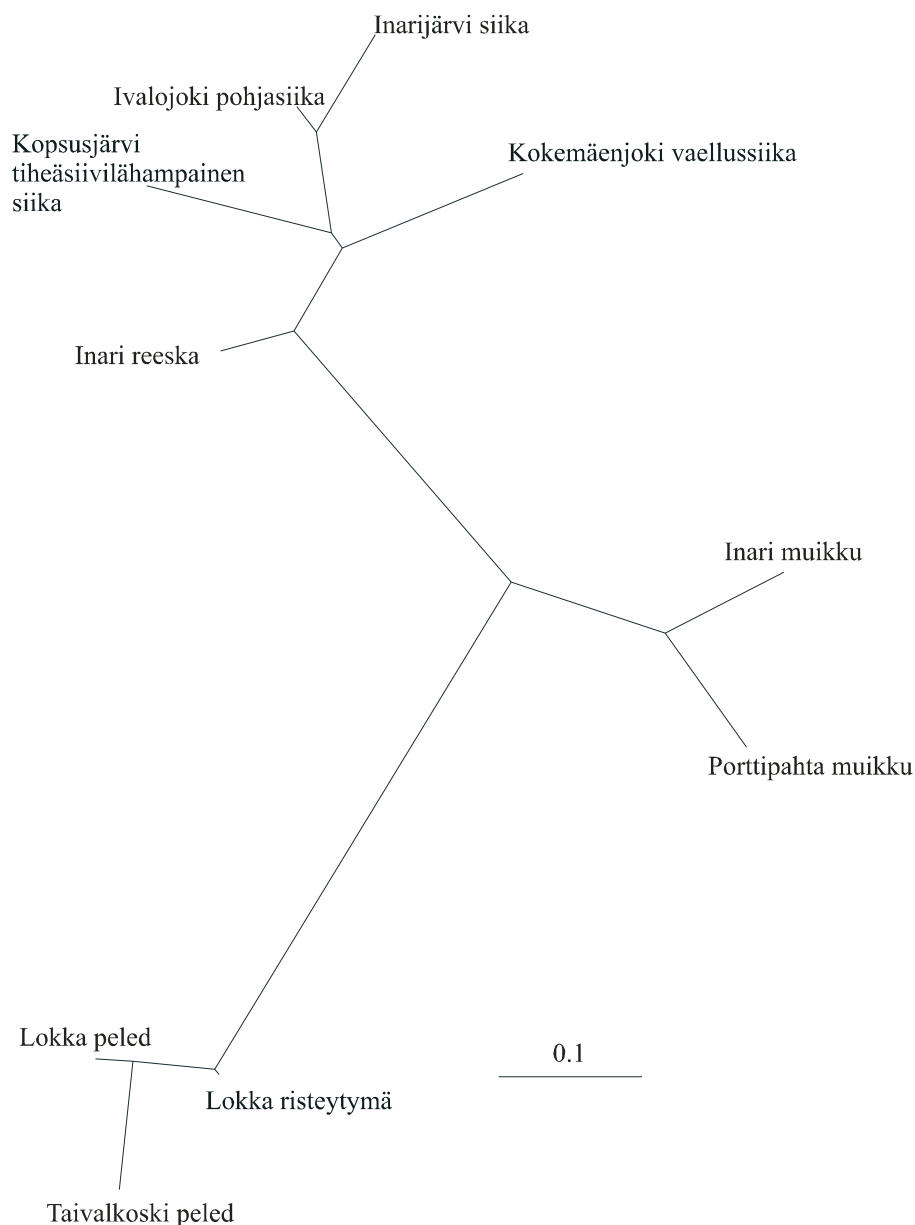 Inarijärvi siika
Ivalojoki pohjasiika
Kopsusjärvi
tiheäsiivilähampainen
siika
Kokemäenjoki vaellussiika
Inari reeska
Inari muikku
Porttipahta muikku
Lokka peled
0.1
Lokka risteytymä
Taivalkoski peled